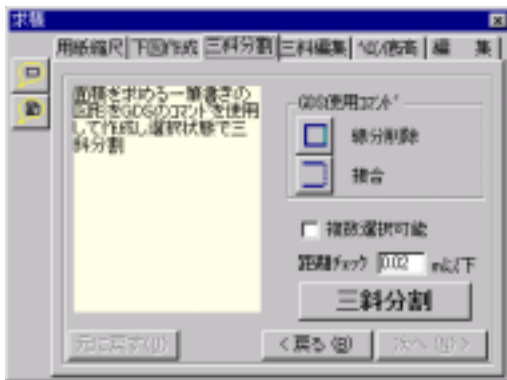 求積
用紙縮尺 下図作成 三斜分割 三斜編集 ﾍﾛﾝ/底高 編　集
面積を求める一筆書きの
図形をGDSのｺﾏﾝﾄﾞを使用
して作成し選択状態で三
斜分割
GDS使用ｺﾏﾝﾄﾞ
線分削除
接合
複数選択可能
距離ﾁｪｯｸ 0.02 m以下
三斜分割
元に戻す(U) <戻る(B) 次へ(N)>